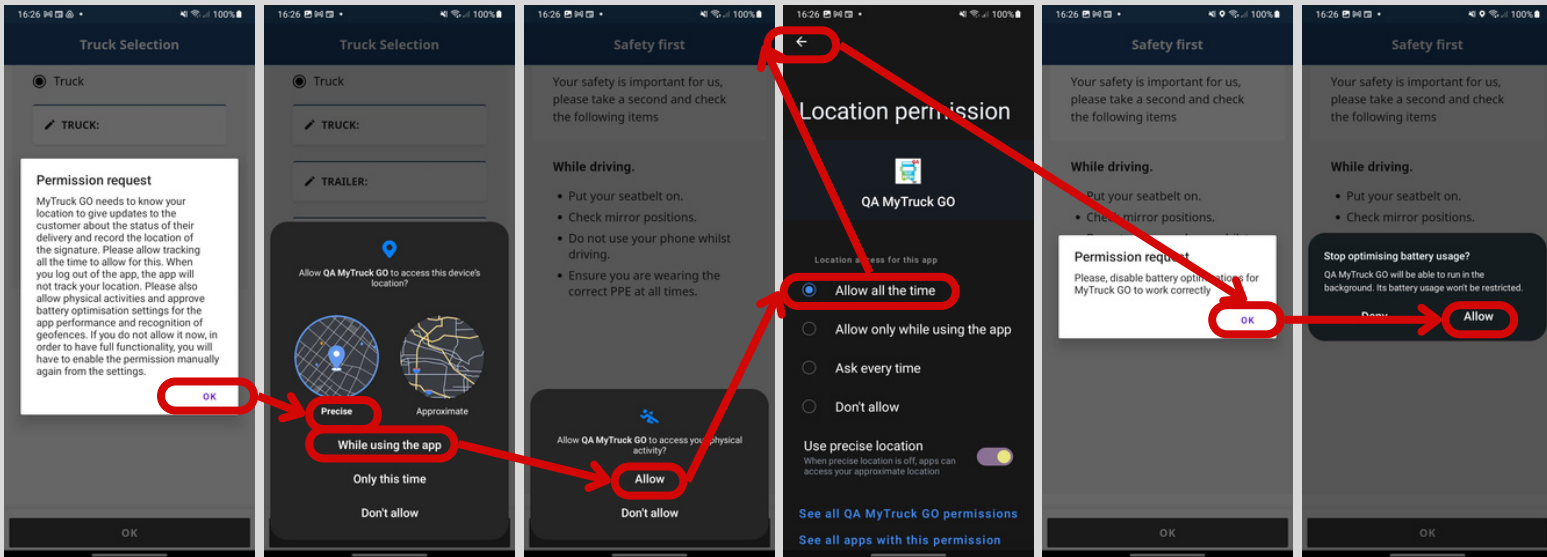 16:26
100%
Truck Selection
Truck
TRUCK:
Permission request
MyTruck GO needs to know your
location to give updates to the
customer about the status of their
delivery and record the location of
the signature. Please allow tracking
all the time to allow for this. When
you log out of the app, the app will
not track your location. Please also
allow physical activities and approve
battery optimisation settings for the
app performance and recognition of
geofences. If you do not allow it now, in
order to have full functionality, you will
have to enable the permission manually
again from the settings.
OK
OK
16:26
100%
Truck Selection
Truck
TRUCK:
TRAILER:
Allow QA MyTruck GO to access this device's
location?
Precise
Approximate
While using the app
Only this time
Don't allow
16:26
100%
Safety first
Your safety is important for us,
please take a second and check
the following items
While driving.
• Put your seatbelt on.
• Check mirror positions.
• Do not use your phone whilst
driving.
• Ensure you are wearing the
correct PPE at all times.
Allow QA MyTruck GO to access your physical
activity?
Allow
Don't allow
16:26
100%
Location permission
QA MyTruck GO
Location access for this app
Allow all the time
Allow only while using the app
Ask every time
Don't allow
Use precise location
When precise location is off, apps can
access your approximate location
See all QA MyTruck GO permissions
See all apps with this permission
16:26
100%
Safety first
Your safety is important for us,
please take a second and check
the following items
While driving.
• Put your seatbelt on.
• Check mirror positions.
Permission request
Please, disable battery optimisations for
MyTruck GO to work correctly
OK
OK
16:26
100%
Safety first
Your safety is important for us,
please take a second and check
the following items
While driving.
• Put your seatbelt on.
• Check mirror positions.
Stop optimising battery usage?
QA MyTruck GO will be able to run in the
background. Its battery usage won't be restricted.
Deny
Allow
OK